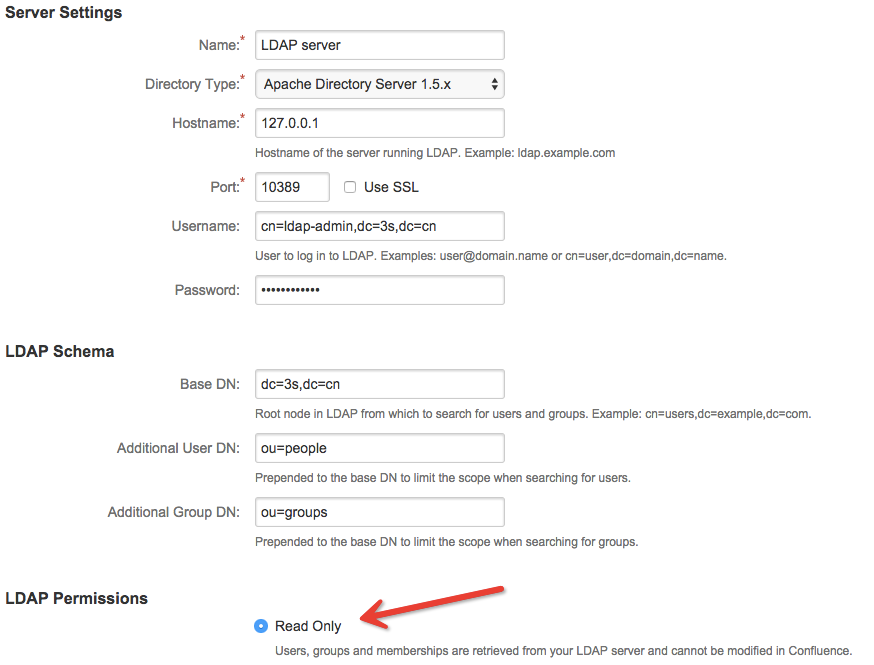 Server Settings
Name:* LDAP server
Directory Type:* Apache Directory Server 1.5.x
Hostname:* 127.0.0.1
Hostname of the server running LDAP. Example: ldap.example.com
Port:* 10389 Use SSL
Username: cn=ldap-admin,dc=3s,dc=cn
User to log in to LDAP. Examples: user@domain.name or cn=user,dc=domain,dc=name.
Password: ••••••••••••
LDAP Schema
Base DN: dc=3s,dc=cn
Root node in LDAP from which to search for users and groups. Example: cn=users,dc=example,dc=com.
Additional User DN: ou=people
Prepended to the base DN to limit the scope when searching for users.
Additional Group DN: ou=groups
Prepended to the base DN to limit the scope when searching for groups.
LDAP Permissions
Read Only
Users, groups and memberships are retrieved from your LDAP server and cannot be modified in Confluence.